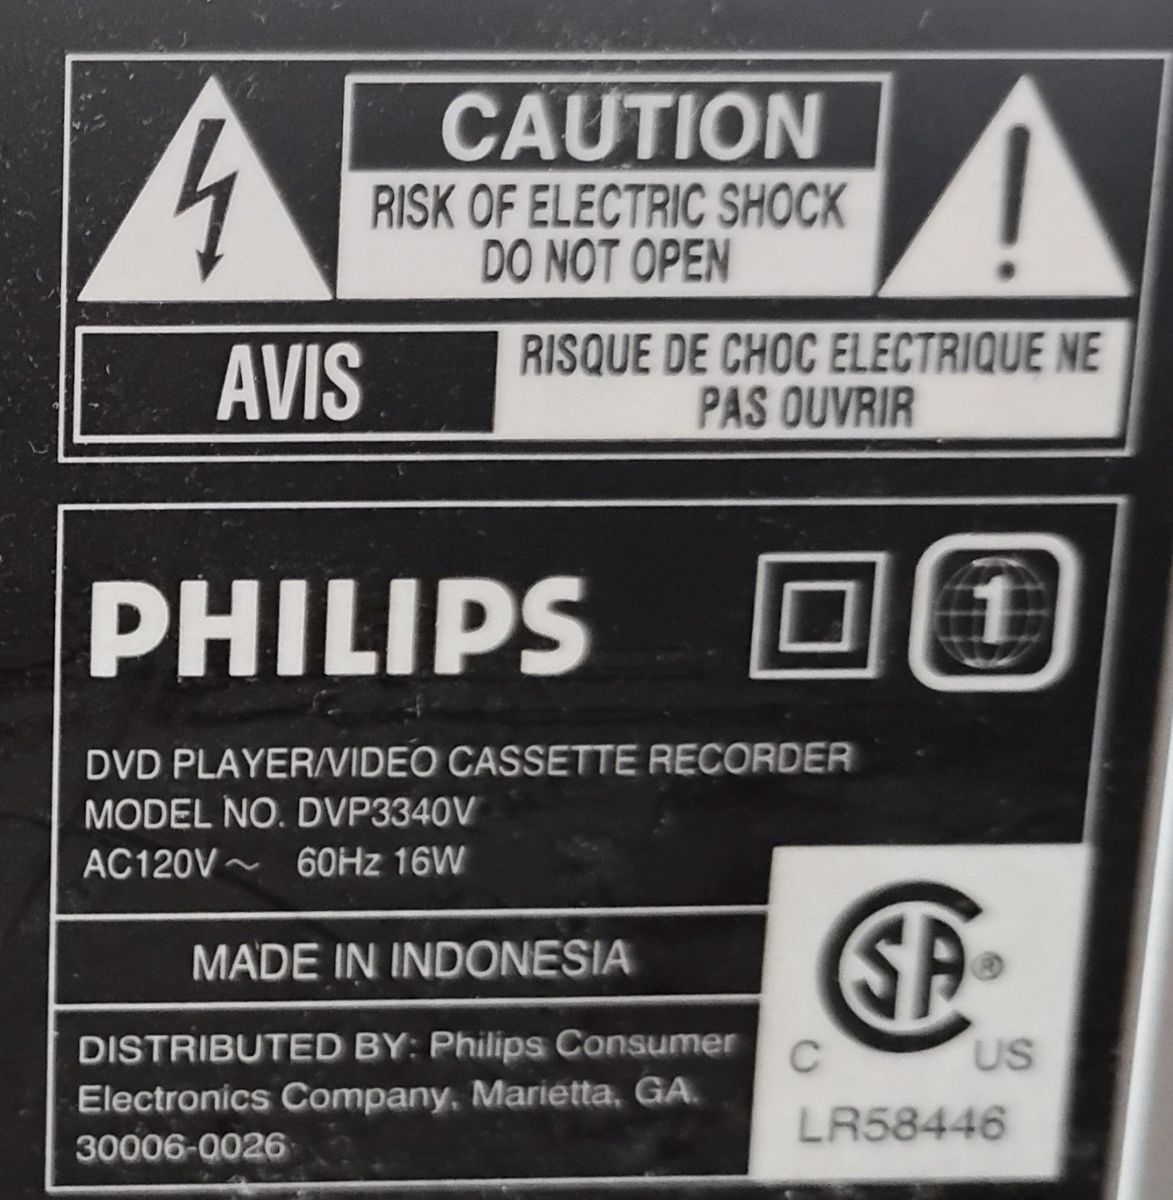 CAUTION
RISK OF ELECTRIC SHOCK
DO NOT OPEN
AVIS
RISQUE DE CHOC ELECTRIQUE NE
PAS OUVRIR
PHILIPS
1
DVD PLAYER/VIDEO CASSETTE RECORDER
MODEL NO. DVP3340V
AC120V ~ 60Hz 16W
MADE IN INDONESIA
DISTRIBUTED BY: Philips Consumer
Electronics Company, Marietta, GA.
30006-0026
CSA®
C US
LR58446